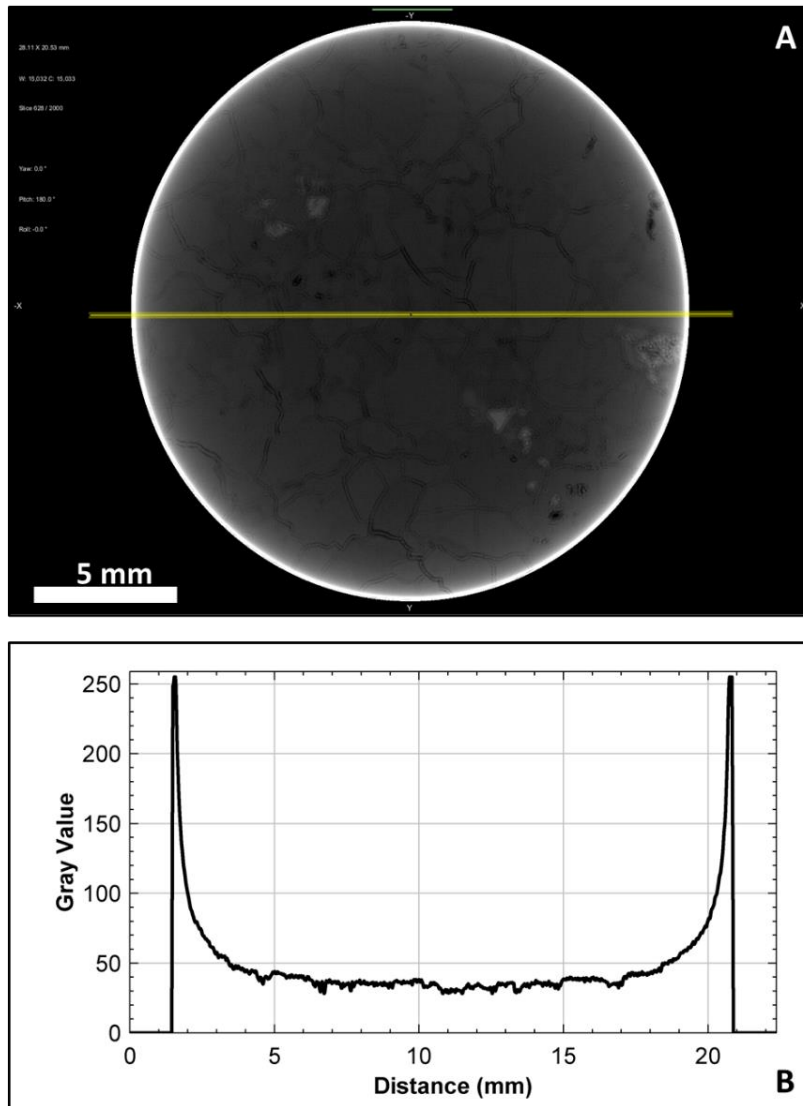 -Y
A
28.11 X 20.53 mm
W: 15,032 C: 15,033
Slice 628 / 2000
Yaw: 0.0 °
Pitch: 180.0 °
Roll: -0.0 °
-X
X
5 mm
Y
250
200
150
100
50
0
Gray Value
0 5 10 15 20
Distance (mm)
B